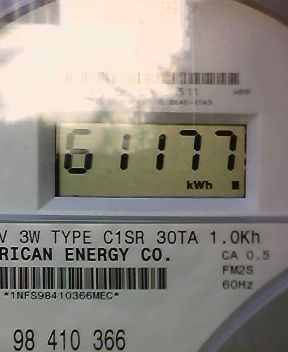 311
61177
kWh
V 3W TYPE C1SR 30TA 1.0Kh
RICAN ENERGY CO. CA 0.5
FM2S
60Hz
*1NFS98410366MEC*
98 410 366